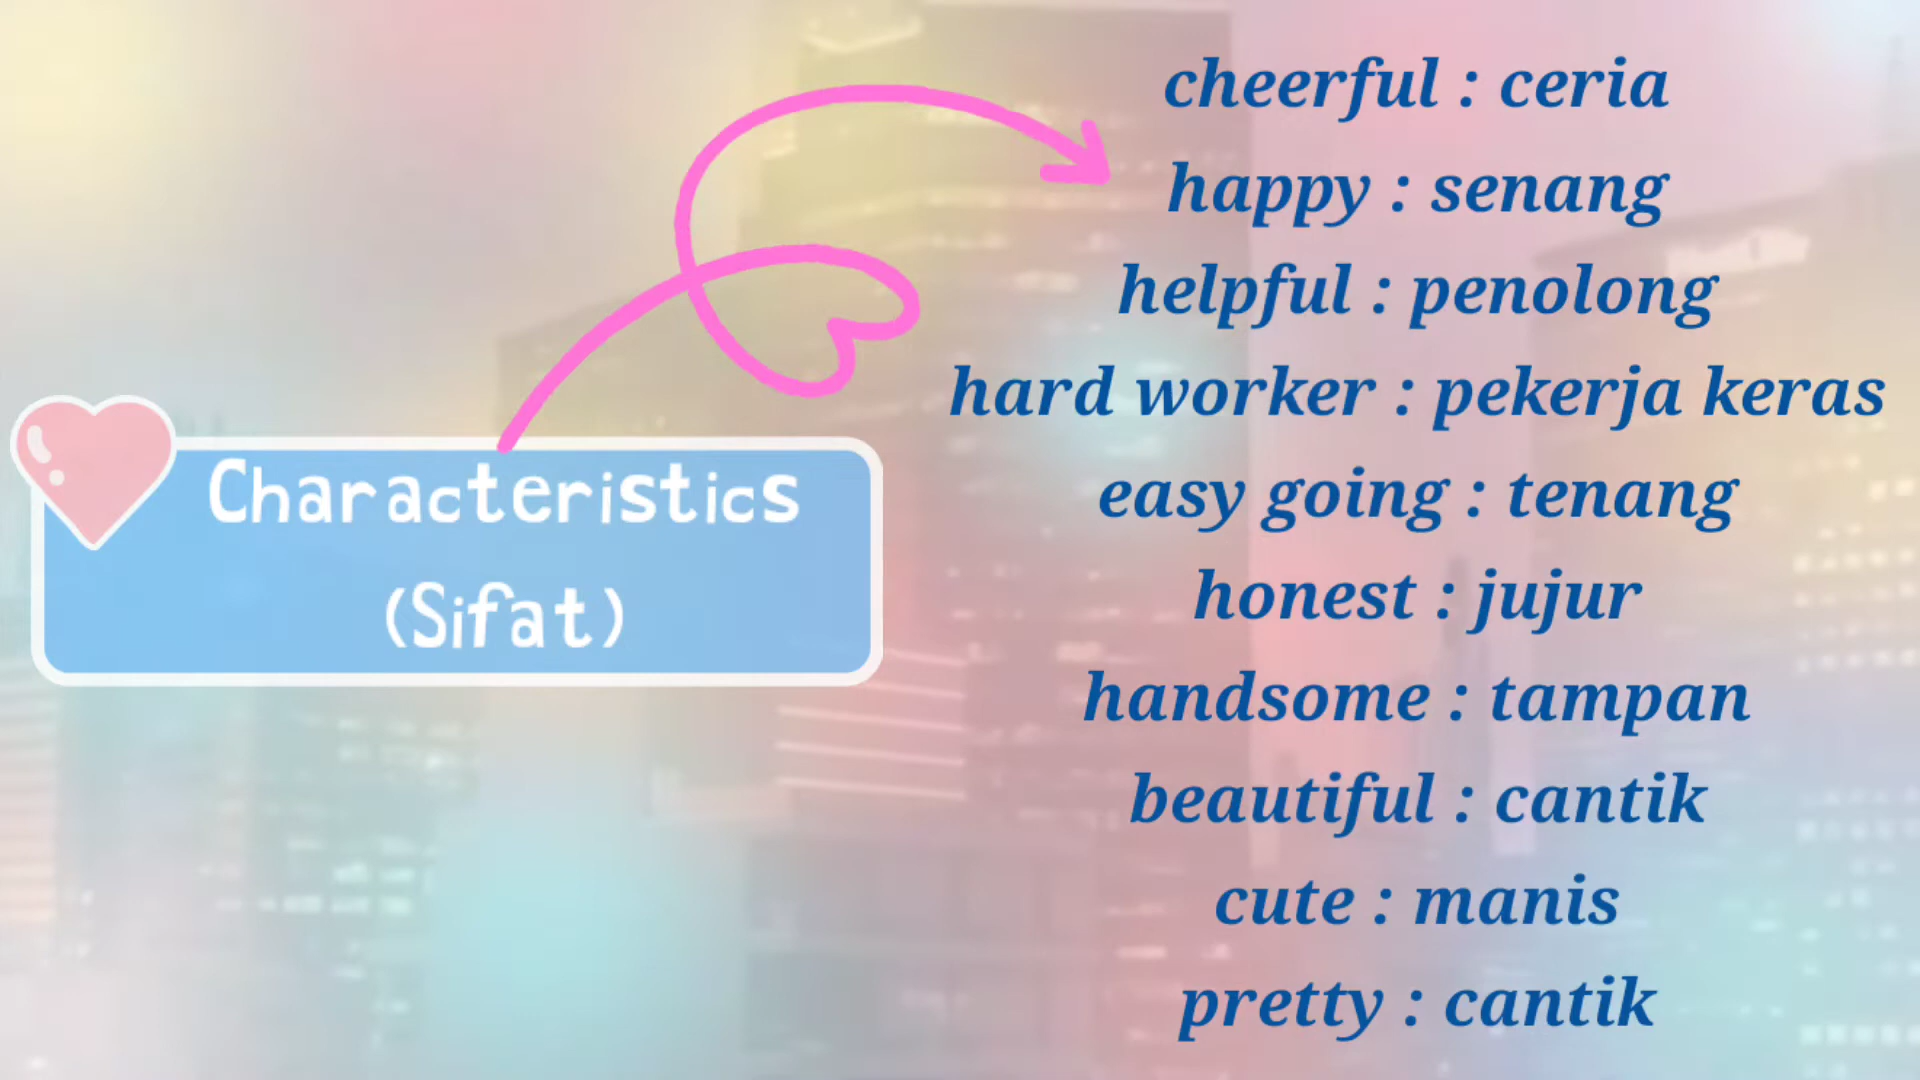 Characteristics
(Sifat)
cheerful : ceria
happy : senang
helpful : penolong
hard worker : pekerja keras
easy going : tenang
honest : jujur
handsome : tampan
beautiful : cantik
cute : manis
pretty : cantik